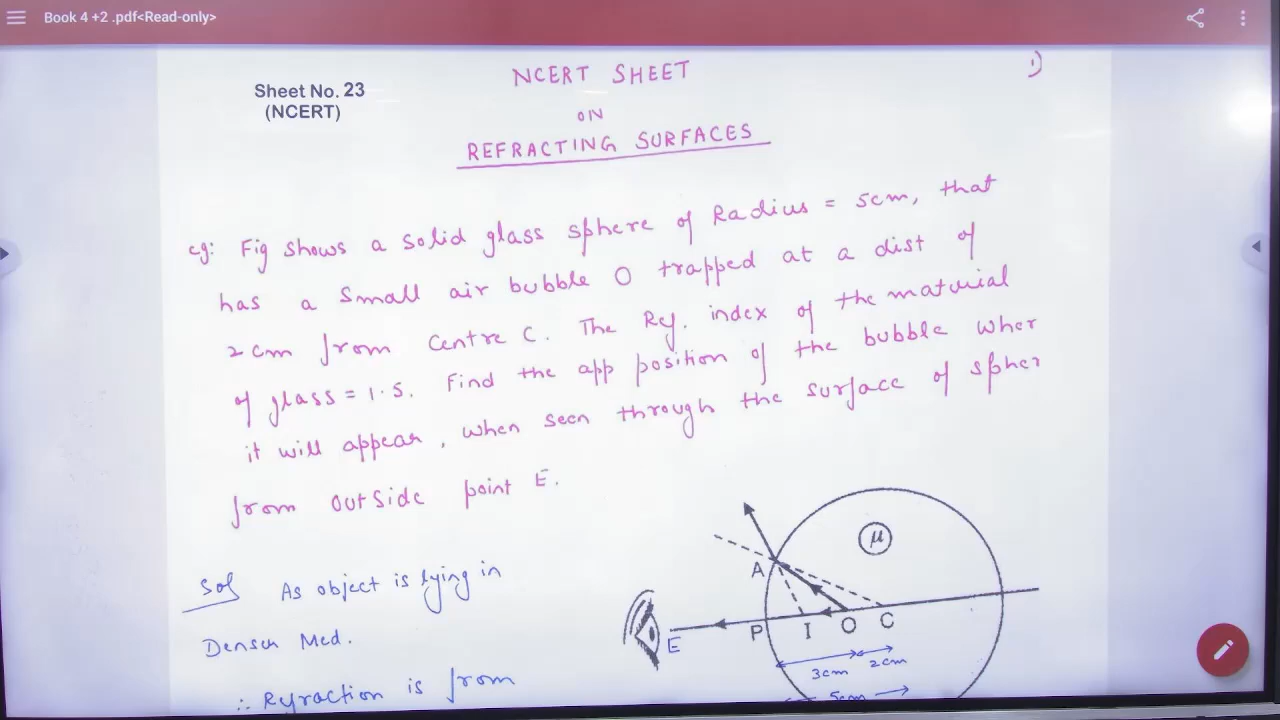 Book 4 +2 .pdf<Read-only>
Sheet No. 23
(NCERT)
NCERT SHEET
1)
ON
REFRACTING SURFACES
eg: Fig shows a solid glass sphere of Radius = 5cm, that
has a small air bubble O trapped at a dist of
2cm from centre C. The Ref. index of the material
of glass = 1.5. Find the app position of the bubble wher
it will appear, when seen through the surface of spher
from outside point E.
Sol As object is lying in
Denser Med.
∴ Refraction is from
μ
A
E P I O C
3cm 2cm
5cm